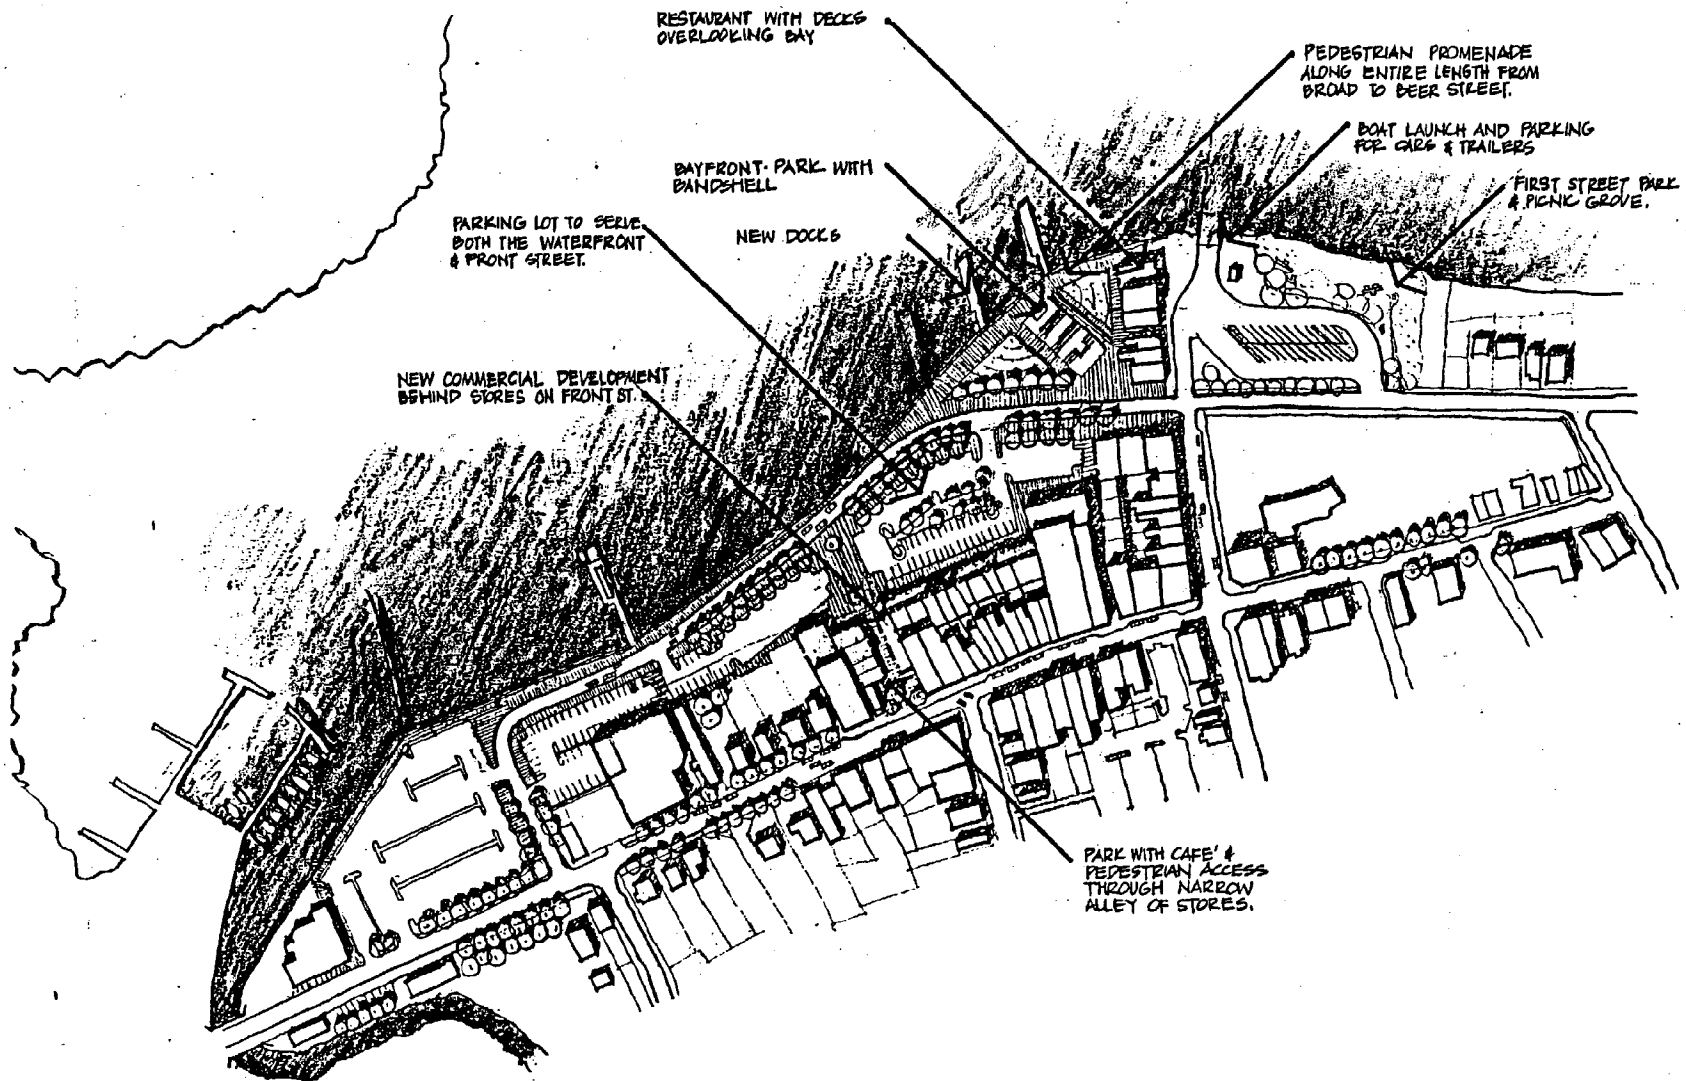 RESTAURANT WITH DECKS
OVERLOOKING BAY
PEDESTRIAN PROMENADE
ALONG ENTIRE LENGTH FROM
BROAD TO BEER STREET.
BOAT LAUNCH AND PARKING
FOR CARS & TRAILERS
BAYFRONT PARK WITH
BANDSHELL
FIRST STREET PARK
& PICNIC GROVE.
PARKING LOT TO SERVE
BOTH THE WATERFRONT
& FRONT STREET.
NEW DOCKS
NEW COMMERCIAL DEVELOPMENT
BEHIND STORES ON FRONT ST.
PARK WITH CAFE' &
PEDESTRIAN ACCESS
THROUGH NARROW
ALLEY OF STORES.